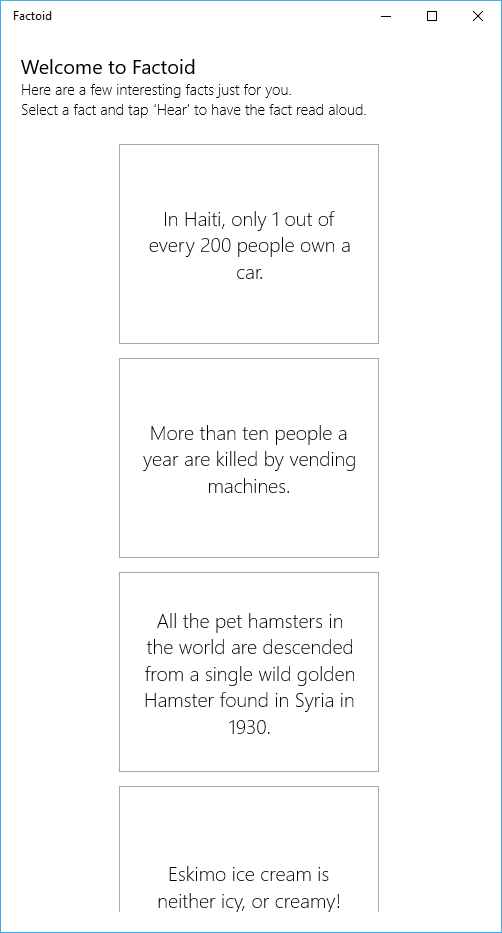 Factoid
Welcome to Factoid
Here are a few interesting facts just for you.
Select a fact and tap 'Hear' to have the fact read aloud.
In Haiti, only 1 out of
every 200 people own a
car.
More than ten people a
year are killed by vending
machines.
All the pet hamsters in
the world are descended
from a single wild golden
Hamster found in Syria in
1930.
Eskimo ice cream is
neither icy, or creamy!